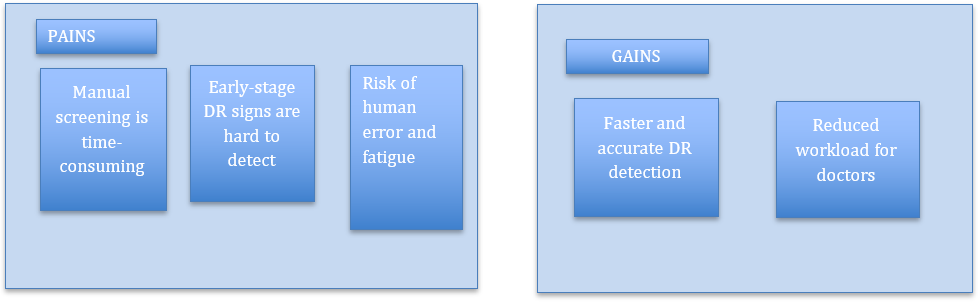 PAINS
Manual
screening is
time-
consuming
Early-stage
DR signs are
hard to
detect
Risk of
human
error and
fatigue
GAINS
Faster and
accurate DR
detection
Reduced
workload for
doctors